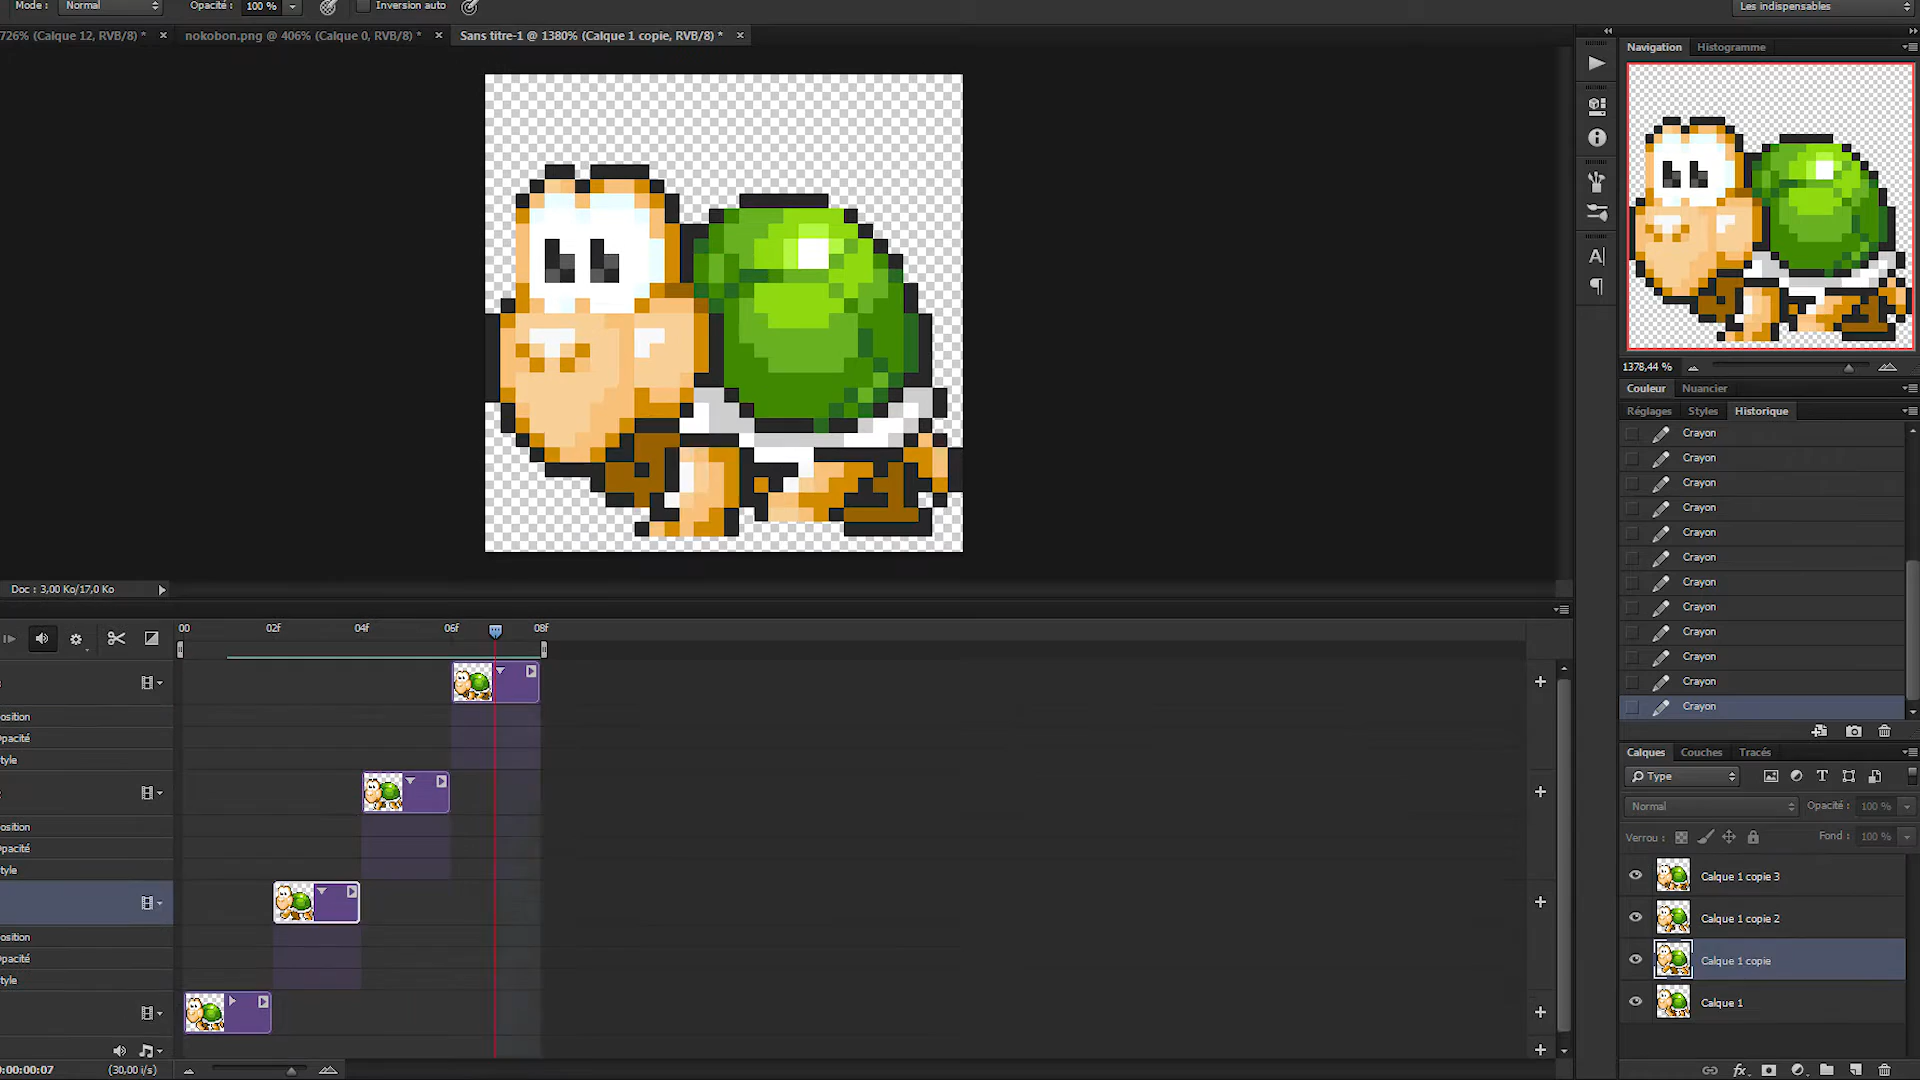 Mode : Normal Opacité : 100 % Inversion auto Les indispensables
726% (Calque 12, RVB/8) * × nokobon.png @ 406% (Calque 0, RVB/8) * × Sans titre-1 @ 1380% (Calque 1 copie, RVB/8) * ×
Navigation Histogramme
1378,44 %
Couleur Nuancier
Réglages Styles Historique
Crayon
Crayon
Crayon
Crayon
Crayon
Crayon
Crayon
Crayon
Crayon
Crayon
Crayon
Crayon
Doc : 3,00 Ko/17,0 Ko
00 02f 04f 06f 08f
osition
pacité
tyle
osition
pacité
tyle
osition
pacité
tyle
0:00:00:07 (30,00 i/s)
Calques Couches Tracés
Type
Normal Opacité : 100 %
Verrou : Fond : 100 %
Calque 1 copie 3
Calque 1 copie 2
Calque 1 copie
Calque 1
fx